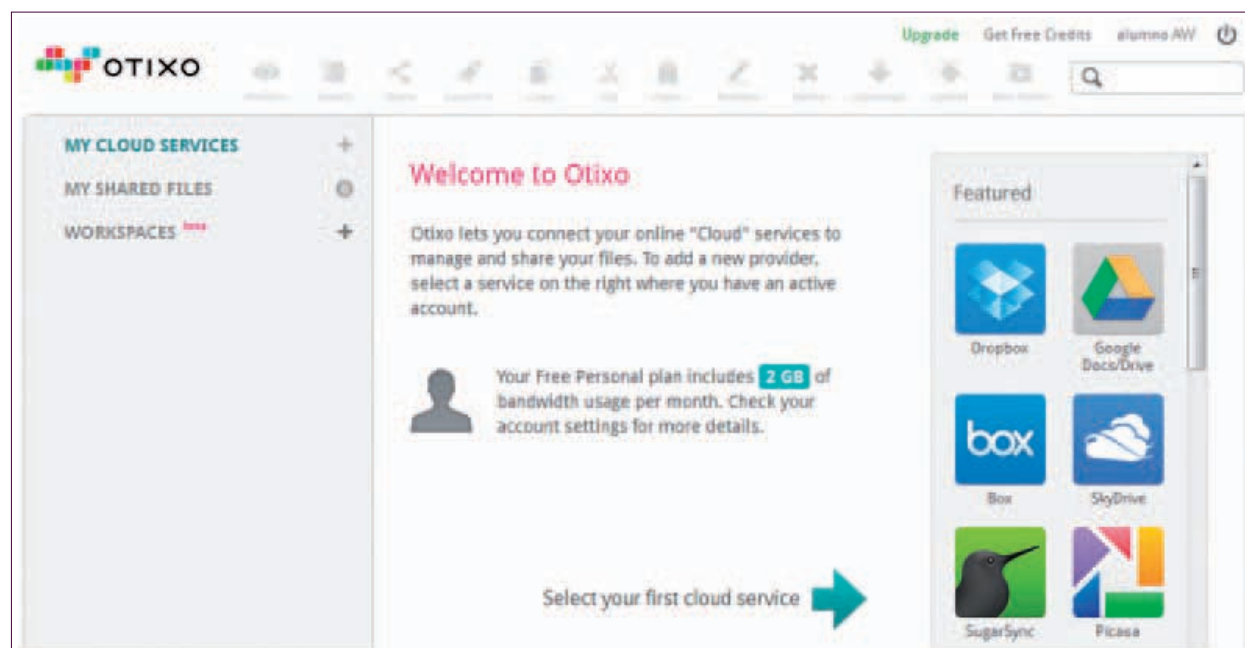 Upgrade Get Free Credits alumno AW
OTIXO
MY CLOUD SERVICES
MY SHARED FILES
WORKSPACES beta
Welcome to Otixo
Otixo lets you connect your online "Cloud" services to
manage and share your files. To add a new provider,
select a service on the right where you have an active
account.
Your Free Personal plan includes 2 GB of
bandwidth usage per month. Check your
account settings for more details.
Select your first cloud service
Featured
Dropbox
Google
Docs/Drive
box
Box
SkyDrive
SugarSync
Picasa